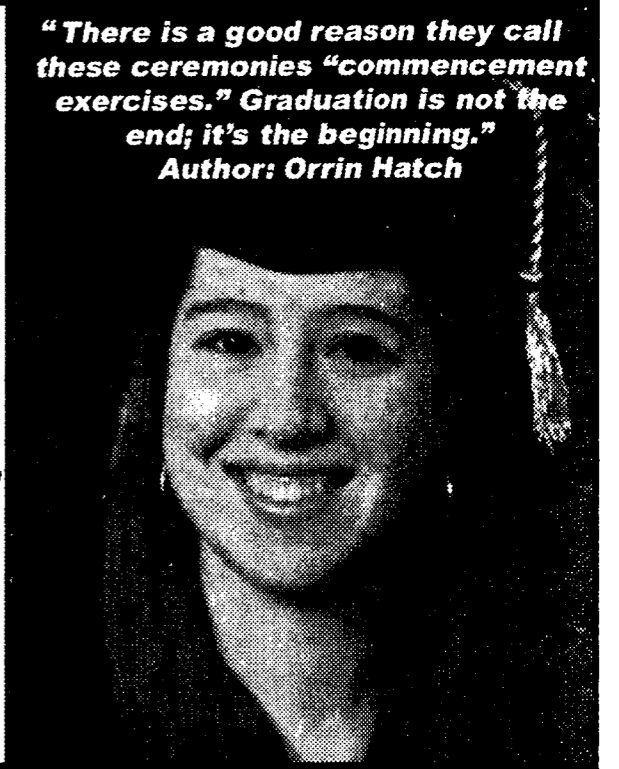 “There is a good reason they call
these ceremonies “commencement
exercises.” Graduation is not the
end; it’s the beginning.”
Author: Orrin Hatch